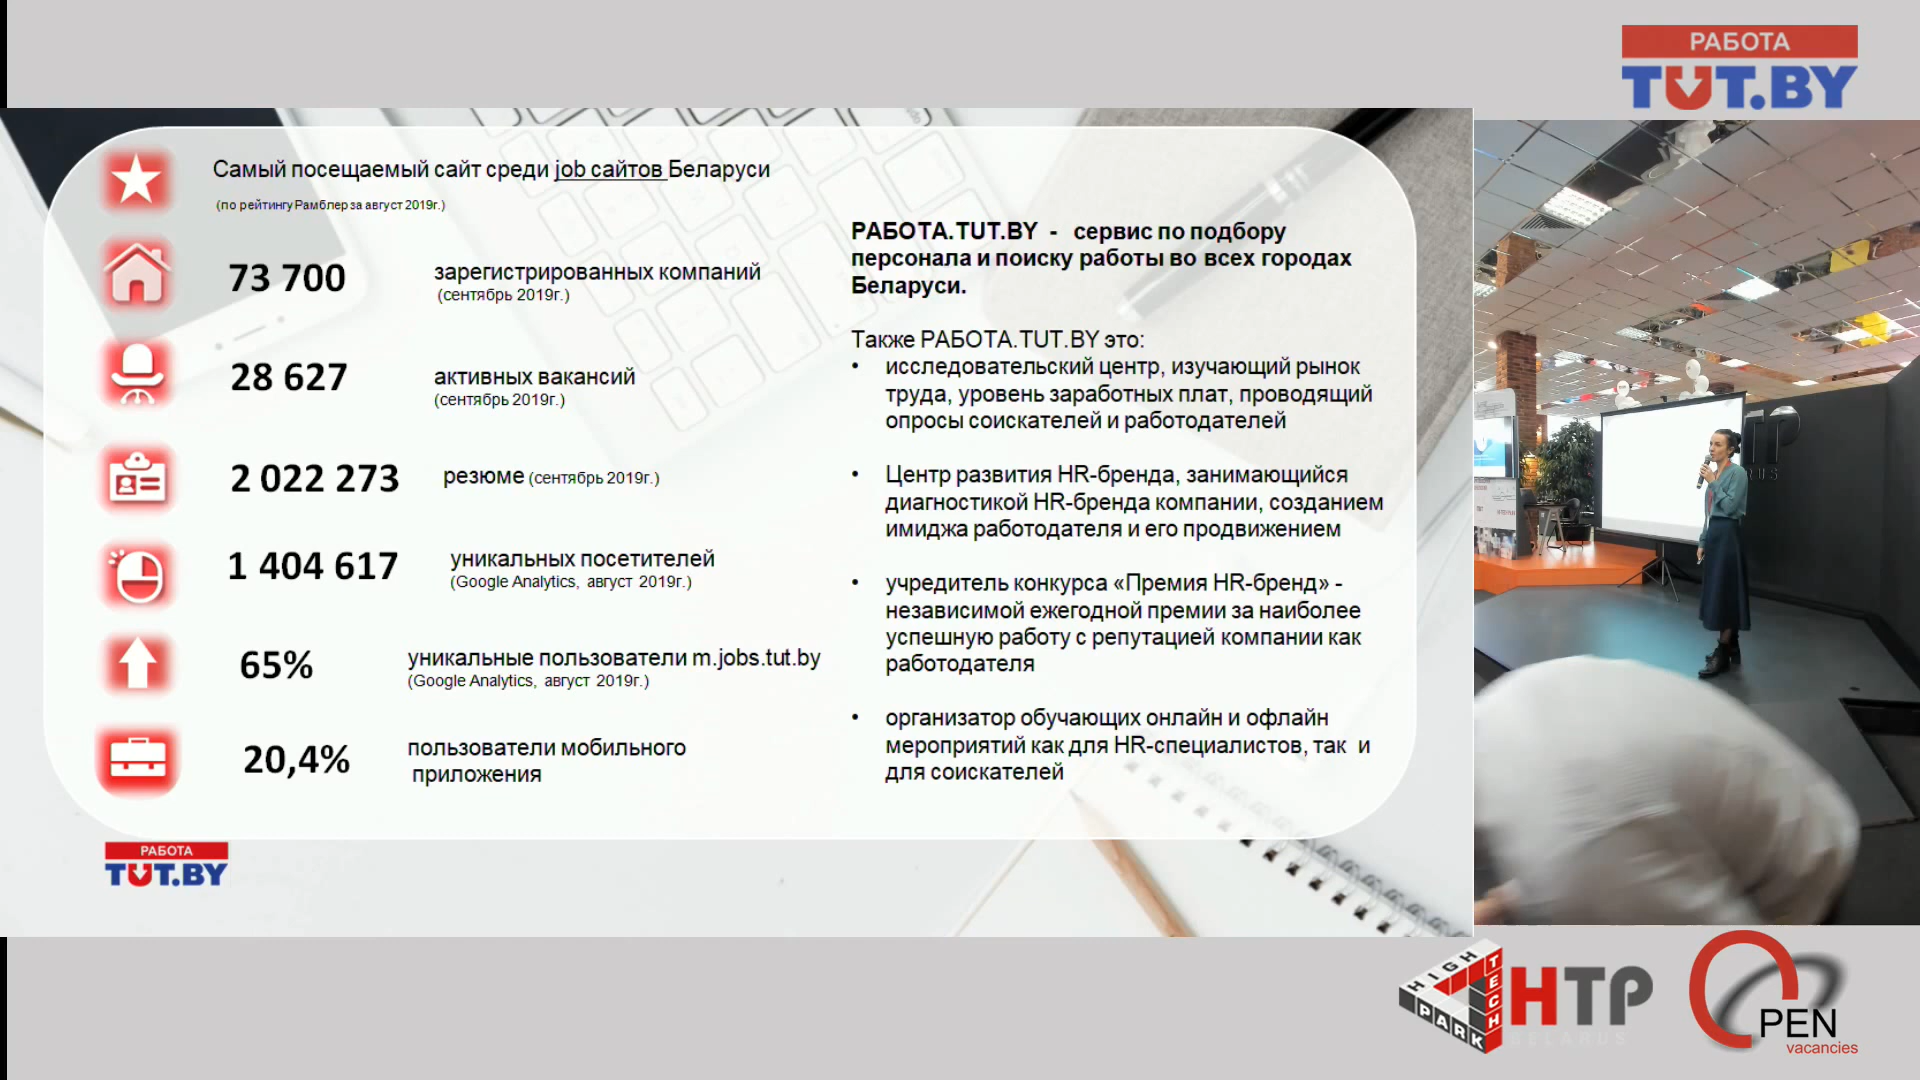 РАБОТА
TUT.BY
Самый посещаемый сайт среди job сайтов Беларуси
(по рейтингу Рамблер за август 2019г.)
73 700
зарегистрированных компаний
(сентябрь 2019г.)
28 627
активных вакансий
(сентябрь 2019г.)
2 022 273
резюме (сентябрь 2019г.)
1 404 617
уникальных посетителей
(Google Analytics, август 2019г.)
65%
уникальные пользователи m.jobs.tut.by
(Google Analytics, август 2019г.)
20,4%
пользователи мобильного
приложения
РАБОТА.TUT.BY - сервис по подбору
персонала и поиску работы во всех городах
Беларуси.
Также РАБОТА.TUT.BY это:
• исследовательский центр, изучающий рынок
труда, уровень заработных плат, проводящий
опросы соискателей и работодателей
• Центр развития HR-бренда, занимающийся
диагностикой HR-бренда компании, созданием
имиджа работодателя и его продвижением
• учредитель конкурса «Премия HR-бренд» -
независимой ежегодной премии за наиболее
успешную работу с репутацией компании как
работодателя
• организатор обучающих онлайн и офлайн
мероприятий как для HR-специалистов, так и
для соискателей
РАБОТА
TUT.BY
HIGH
TECH
PARK
HTP
BELARUS
OPEN
vacancies